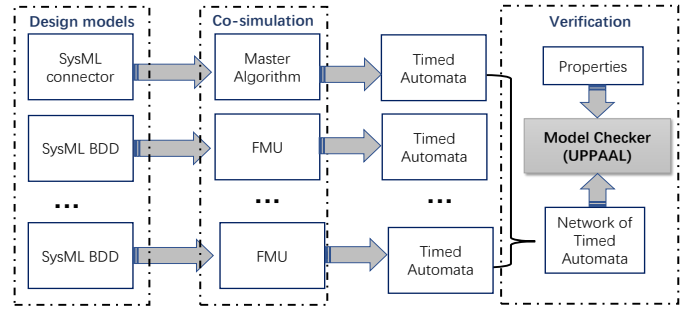 Design models
Co-simulation
Verification
SysML
connector
Master
Algorithm
Timed
Automata
Properties
SysML BDD
FMU
Timed
Automata
Model Checker
(UPPAAL)
...
...
...
SysML BDD
FMU
Timed
Automata
Network of
Timed
Automata